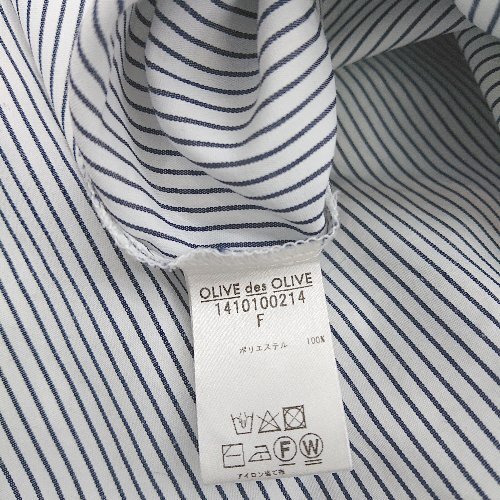 OLIVE des OLIVE
1410100214
F
ポリエステル 100%
F W
アイロン当て布